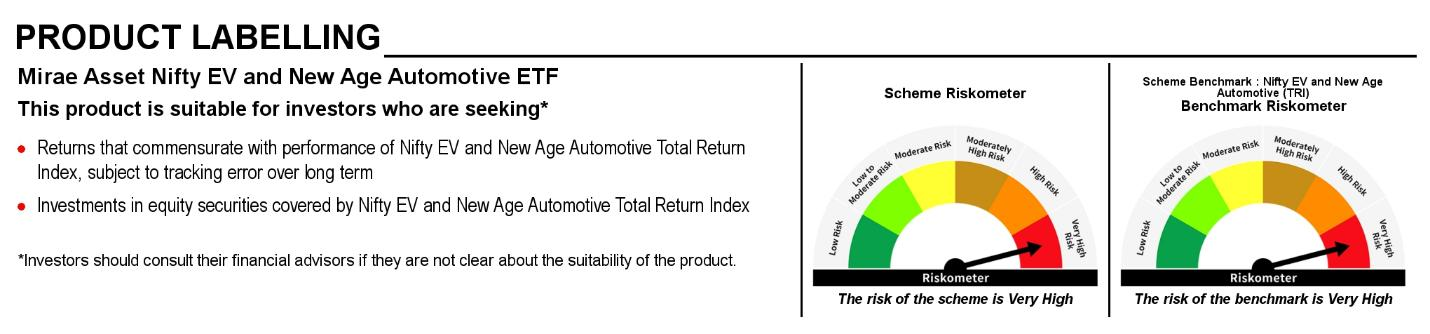 PRODUCT LABELLING
Mirae Asset Nifty EV and New Age Automotive ETF
This product is suitable for investors who are seeking*
• Returns that commensurate with performance of Nifty EV and New Age Automotive Total Return
Index, subject to tracking error over long term
• Investments in equity securities covered by Nifty EV and New Age Automotive Total Return Index
*Investors should consult their financial advisors if they are not clear about the suitability of the product.
Scheme Riskometer
Low Risk
Low to
Moderate Risk
Moderate Risk
Moderately
High Risk
High Risk
Very High
Risk
Riskometer
The risk of the scheme is Very High
Scheme Benchmark : Nifty EV and New Age
Automotive (TRI)
Benchmark Riskometer
Low Risk
Low to
Moderate Risk
Moderate Risk
Moderately
High Risk
High Risk
Very High
Risk
Riskometer
The risk of the benchmark is Very High